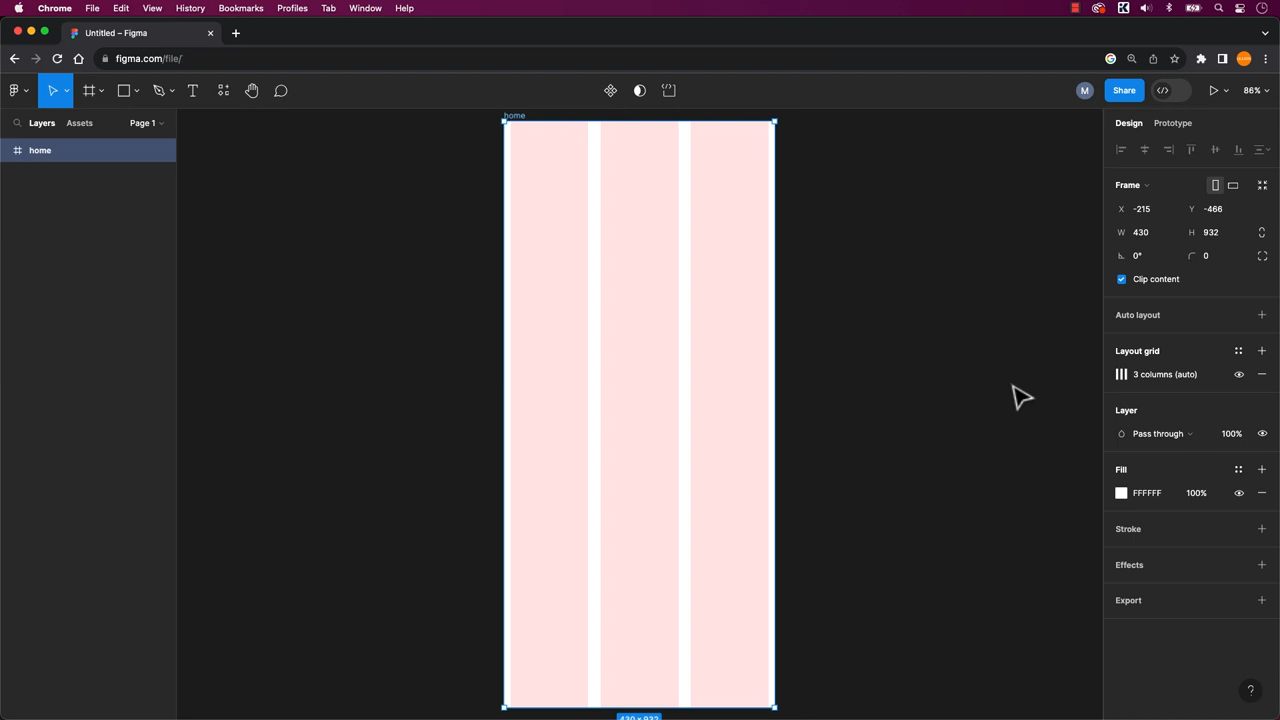 Chrome File Edit View History Bookmarks Profiles Tab Window Help
Untitled – Figma
figma.com/file/
M Share 86%
Layers Assets Page 1
home
home
430 × 932
Design Prototype
Frame
X -215 Y -466
W 430 H 932
0° 0
Clip content
Auto layout
Layout grid
3 columns (auto)
Layer
Pass through 100%
Fill
FFFFFF 100%
Stroke
Effects
Export
?